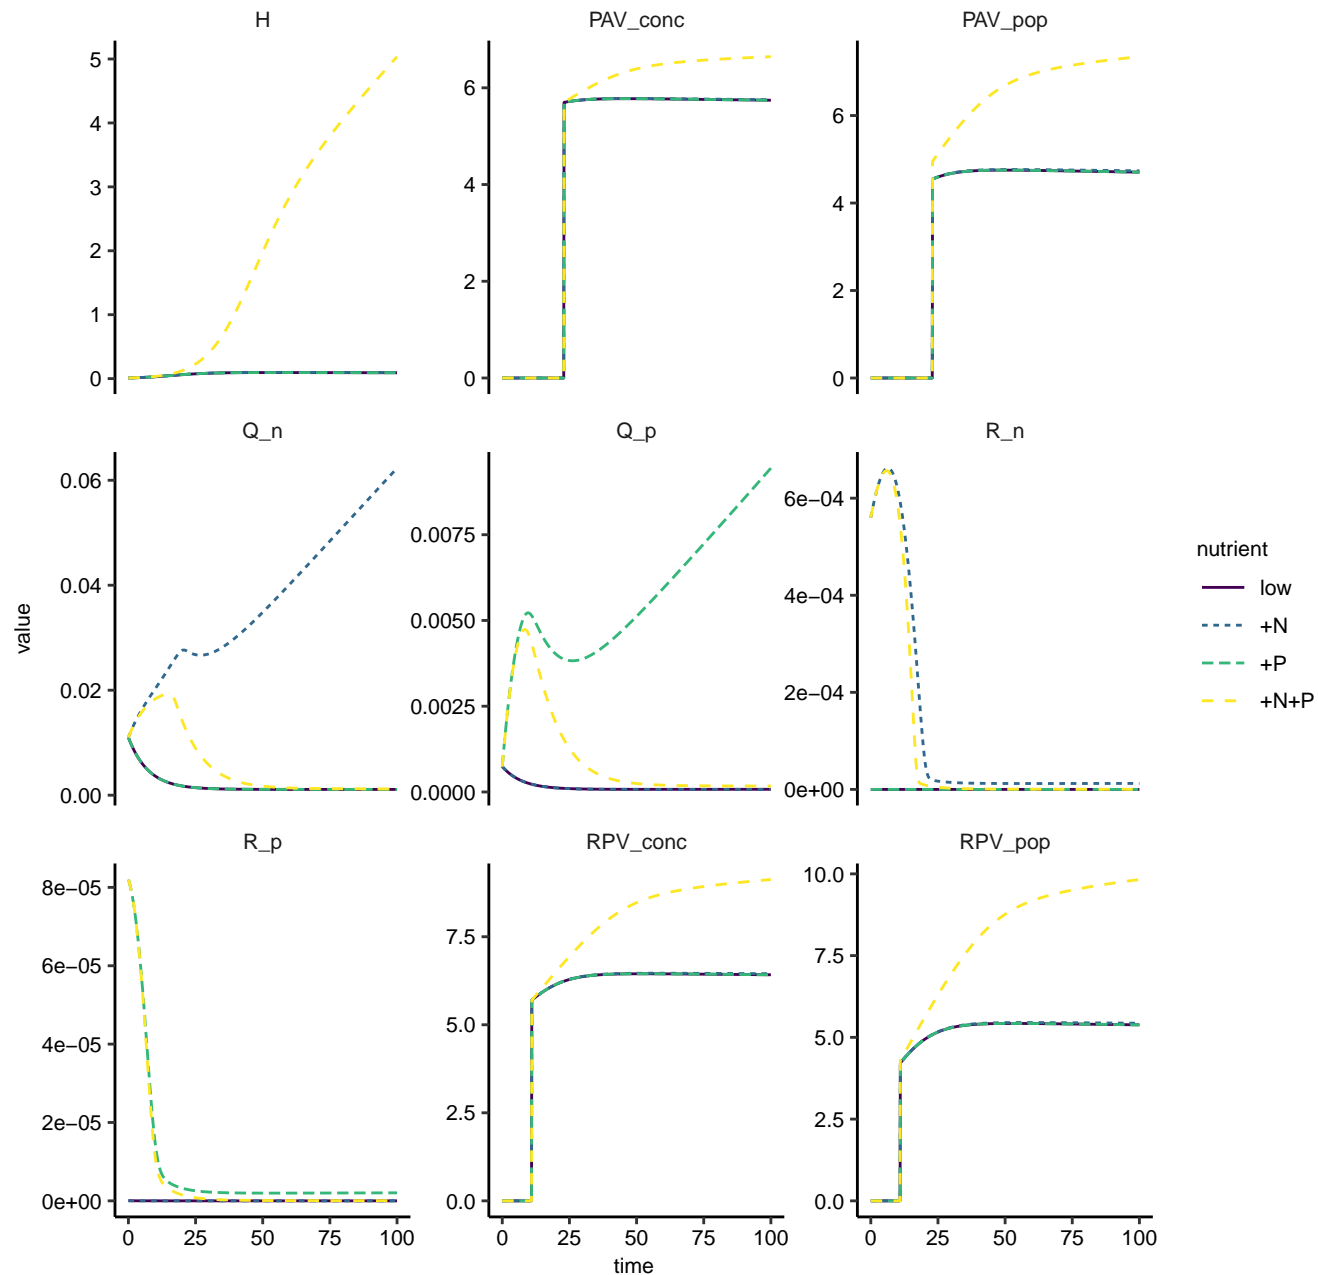 H
PAV_conc
PAV_pop
5
4
3
2
1
0
6
4
2
0
6
4
2
0
Q_n
Q_p
R_n
0.06
0.04
0.02
0.00
0.0075
0.0050
0.0025
0.0000
6e−04
4e−04
2e−04
0e+00
value
nutrient
low
+N
+P
+N+P
R_p
RPV_conc
RPV_pop
8e−05
6e−05
4e−05
2e−05
0e+00
7.5
5.0
2.5
0.0
10.0
7.5
5.0
2.5
0.0
0 25 50 75 100
0 25 50 75 100
0 25 50 75 100
time